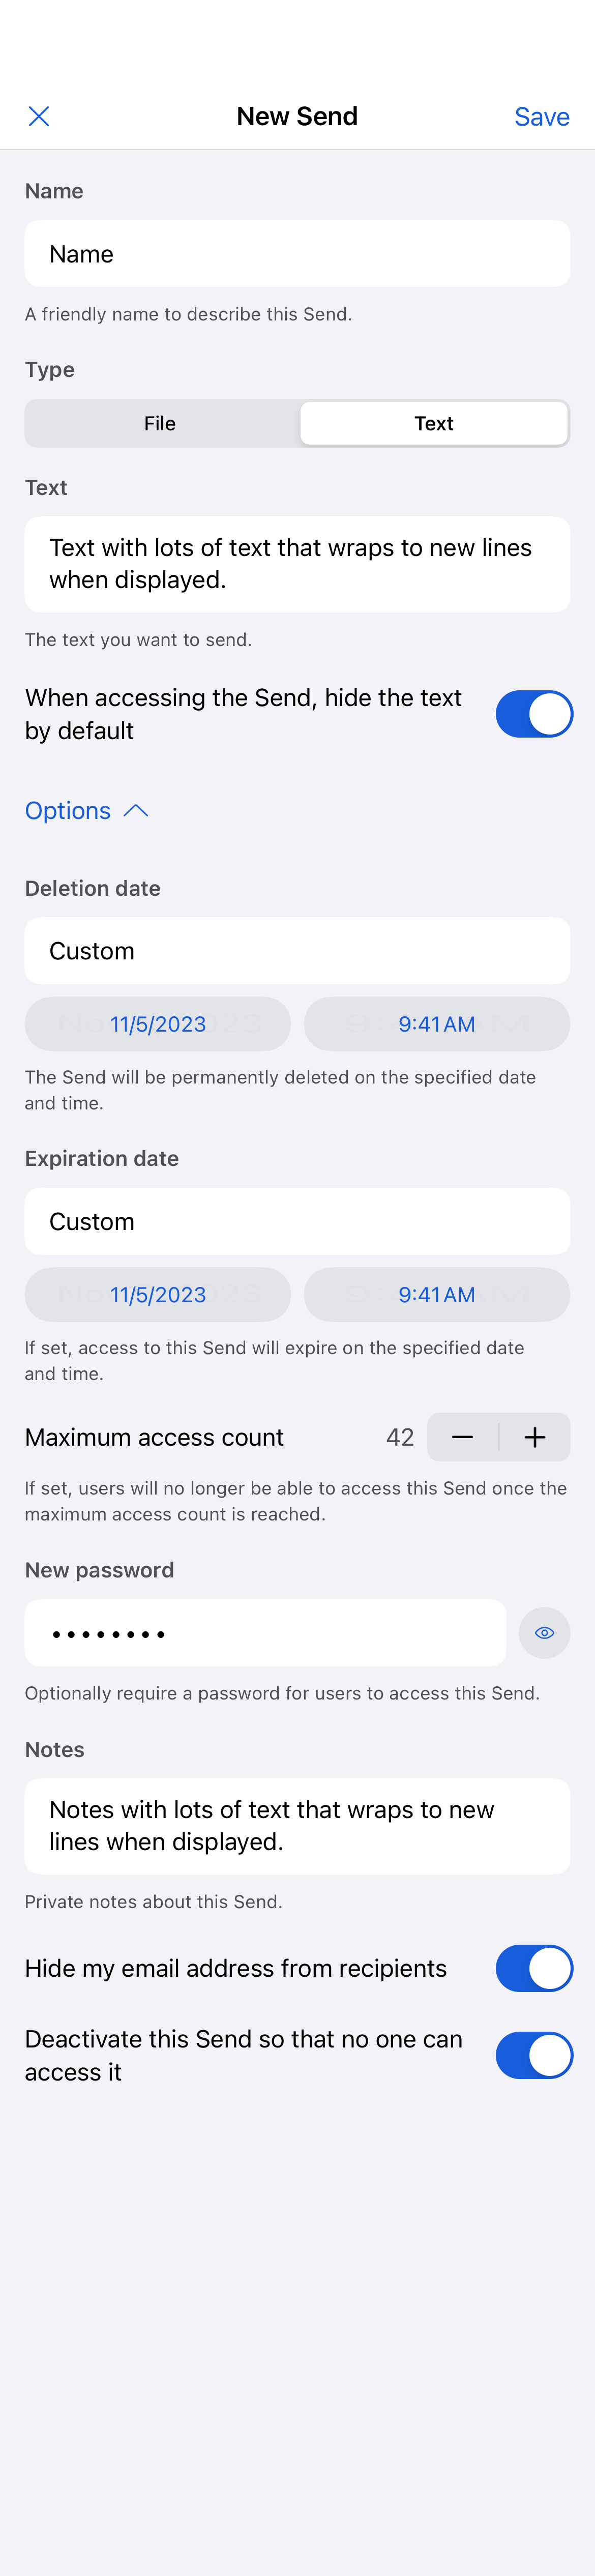 New Send
Save
Name
Name
A friendly name to describe this Send.
Type
File
Text
Text
Text with lots of text that wraps to new lines
when displayed.
The text you want to send.
When accessing the Send, hide the text
by default
Options
Deletion date
Custom
11/5/2023
9:41 AM
The Send will be permanently deleted on the specified date
and time.
Expiration date
Custom
11/5/2023
9:41 AM
If set, access to this Send will expire on the specified date
and time.
Maximum access count
42
If set, users will no longer be able to access this Send once the
maximum access count is reached.
New password
••••••••
Optionally require a password for users to access this Send.
Notes
Notes with lots of text that wraps to new
lines when displayed.
Private notes about this Send.
Hide my email address from recipients
Deactivate this Send so that no one can
access it